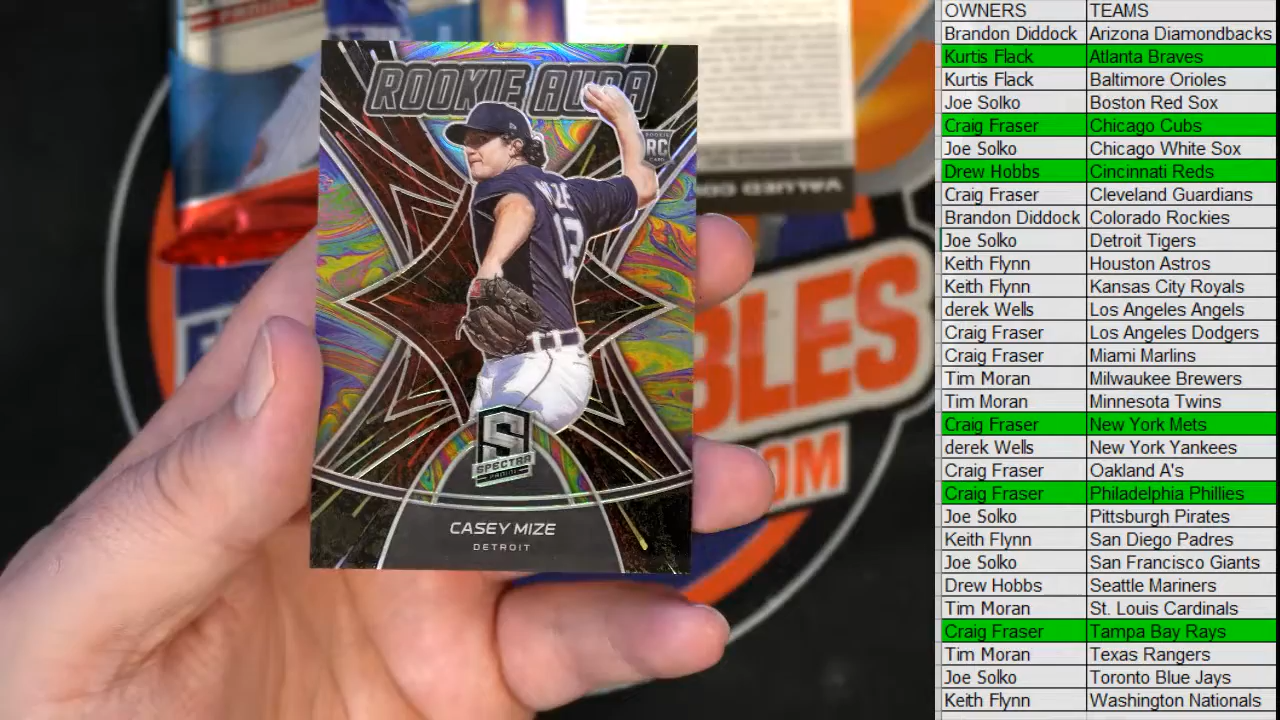 ROOKIE AURA
ROOKIE
RC
CARD
MIZE
12
SPECTRA
PANINI
CASEY MIZE
DETROIT
VALUED CO
BLES
OM
OWNERS TEAMS
Brandon Diddock Arizona Diamondbacks
Kurtis Flack Atlanta Braves
Kurtis Flack Baltimore Orioles
Joe Solko Boston Red Sox
Craig Fraser Chicago Cubs
Joe Solko Chicago White Sox
Drew Hobbs Cincinnati Reds
Craig Fraser Cleveland Guardians
Brandon Diddock Colorado Rockies
Joe Solko Detroit Tigers
Keith Flynn Houston Astros
Keith Flynn Kansas City Royals
derek Wells Los Angeles Angels
Craig Fraser Los Angeles Dodgers
Craig Fraser Miami Marlins
Tim Moran Milwaukee Brewers
Tim Moran Minnesota Twins
Craig Fraser New York Mets
derek Wells New York Yankees
Craig Fraser Oakland A's
Craig Fraser Philadelphia Phillies
Joe Solko Pittsburgh Pirates
Keith Flynn San Diego Padres
Joe Solko San Francisco Giants
Drew Hobbs Seattle Mariners
Tim Moran St. Louis Cardinals
Craig Fraser Tampa Bay Rays
Tim Moran Texas Rangers
Joe Solko Toronto Blue Jays
Keith Flynn Washington Nationals